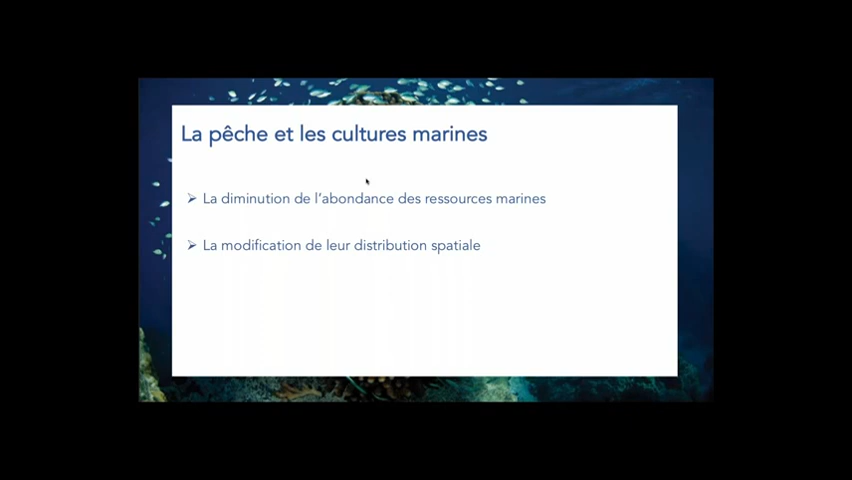 La pêche et les cultures marines
➢ La diminution de l'abondance des ressources marines
➢ La modification de leur distribution spatiale